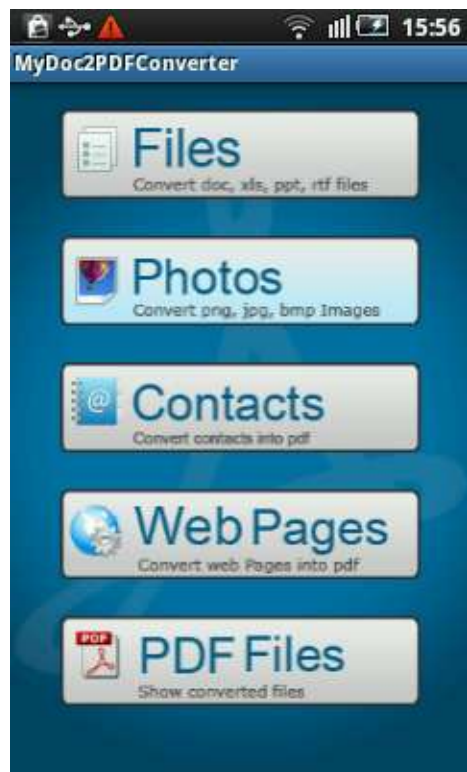 15:56
MyDoc2PDFConverter
Files
Convert doc, xls, ppt, rtf files
Photos
Convert png, jpg, bmp Images
@
Contacts
Convert contacts into pdf
Web Pages
Convert web Pages into pdf
PDF
PDF Files
Show converted files